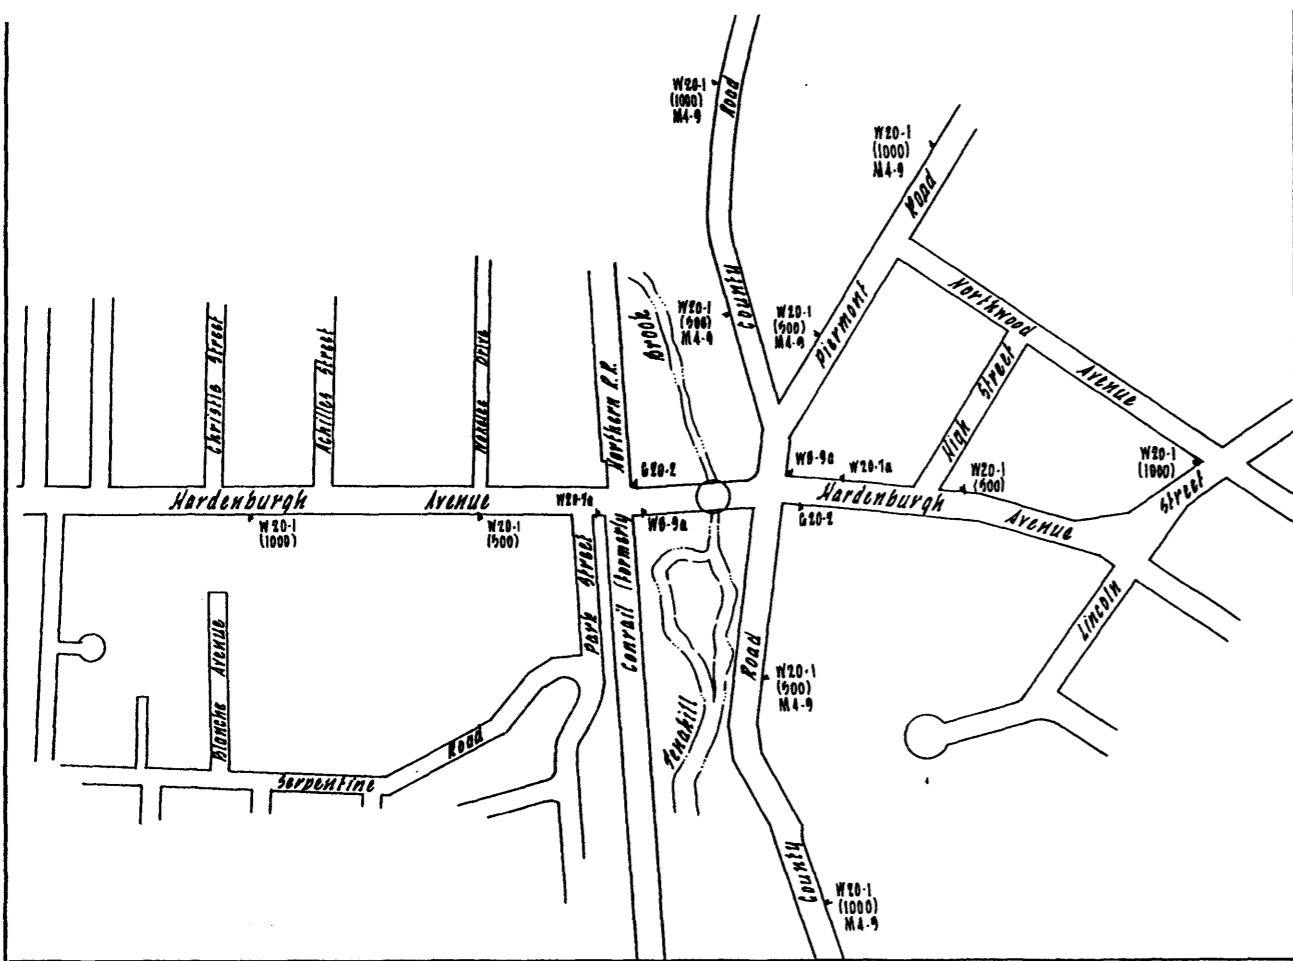 W20-1
(1000)
M4-9
Road
W20-1
(1000)
M4-9
Road
W20-1
(500)
M4-9
County
W20-1
(500)
M4-9
Piermont
Northwood
Avenue
Brook
Christie Street
Achilles Street
Drive
Northern R.R.
High Street
G20-2
W8-9a
W20-7a
W20-1
(500)
W20-1
(1000)
Street
Hardenburgh
Avenue
W20-7a
W8-9a
Hardenburgh
Avenue
G20-2
W20-1
(1000)
W20-1
(500)
Park Street
Conrail (formerly
Blanche Avenue
Lincoln
Road
W20-1
(500)
M4-9
Tenakill
Road
Serpentine
County
W20-1
(1000)
M4-9